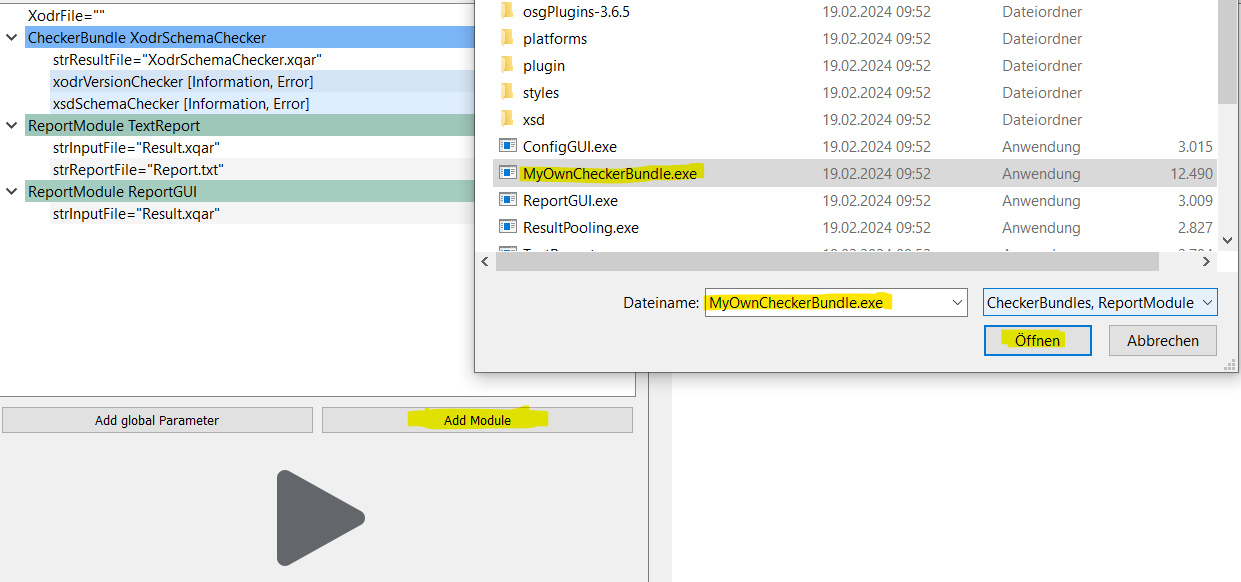 XodrFile=""
CheckerBundle XodrSchemaChecker
strResultFile="XodrSchemaChecker.xqar"
xodrVersionChecker [Information, Error]
xsdSchemaChecker [Information, Error]
ReportModule TextReport
strInputFile="Result.xqar"
strReportFile="Report.txt"
ReportModule ReportGUI
strInputFile="Result.xqar"
Add global Parameter
Add Module
osgPlugins-3.6.5 19.02.2024 09:52 Dateiordner
platforms 19.02.2024 09:52 Dateiordner
plugin 19.02.2024 09:52 Dateiordner
styles 19.02.2024 09:52 Dateiordner
xsd 19.02.2024 09:52 Dateiordner
ConfigGUI.exe 19.02.2024 09:52 Anwendung 3.015
MyOwnCheckerBundle.exe 19.02.2024 09:52 Anwendung 12.490
ReportGUI.exe 19.02.2024 09:52 Anwendung 3.009
ResultPooling.exe 19.02.2024 09:52 Anwendung 2.827
Dateiname: MyOwnCheckerBundle.exe CheckerBundles, ReportModule
Öffnen Abbrechen